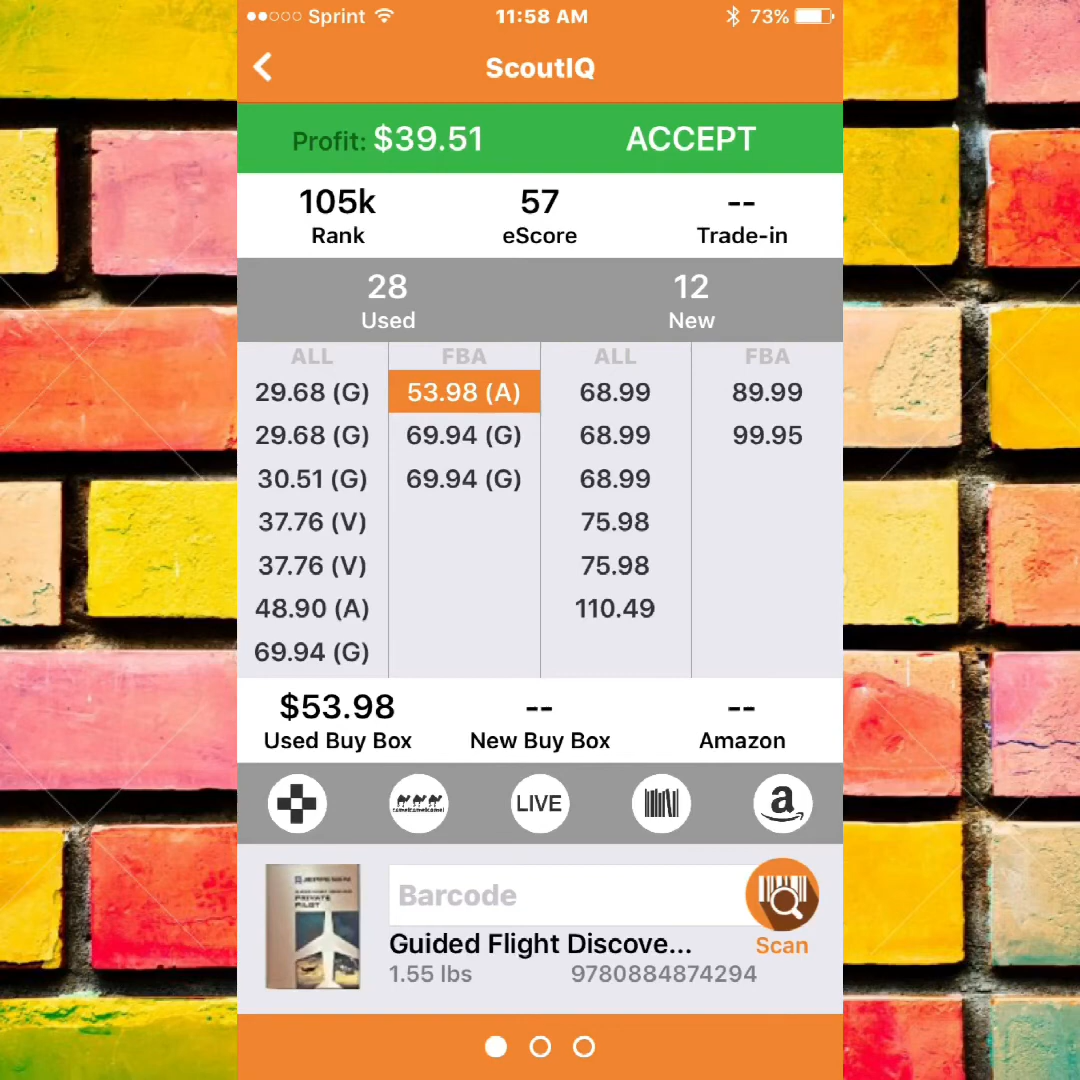 Sprint 11:58 AM 73%
ScoutIQ
Profit: $39.51 ACCEPT
105k 57 --
Rank eScore Trade-in
28 12
Used New
ALL FBA ALL FBA
29.68 (G) 53.98 (A) 68.99 89.99
29.68 (G) 69.94 (G) 68.99 99.95
30.51 (G) 69.94 (G) 68.99
37.76 (V) 75.98
37.76 (V) 75.98
48.90 (A) 110.49
69.94 (G)
$53.98 -- --
Used Buy Box New Buy Box Amazon
camelcamelcamel LIVE a
JEPPESEN
PRIVATE
PILOT
Barcode
Guided Flight Discove...
Scan
1.55 lbs 9780884874294